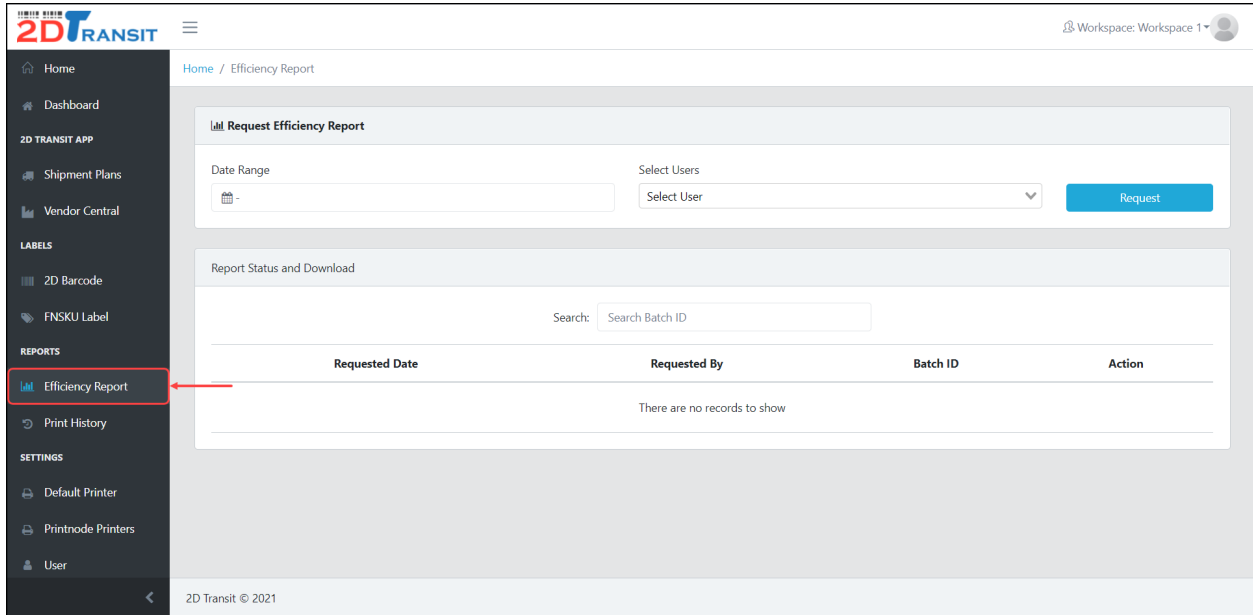 2DTRANSIT
Workspace: Workspace 1
Home
Home / Efficiency Report
Dashboard
2D TRANSIT APP
Shipment Plans
Vendor Central
LABELS
2D Barcode
FNSKU Label
REPORTS
Efficiency Report
Print History
SETTINGS
Default Printer
Printnode Printers
User
Request Efficiency Report
Date Range
Select Users
-
Select User
Request
Report Status and Download
Search: Search Batch ID
Requested Date Requested By Batch ID Action
There are no records to show
2D Transit © 2021